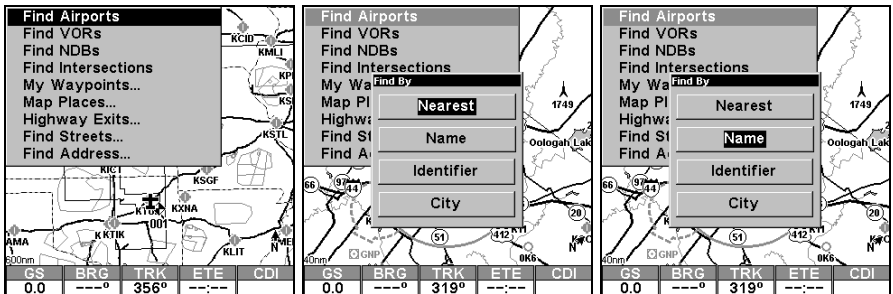 Find Airports
Find VORs
Find NDBs
Find Intersections
My Waypoints...
Map Places...
Highway Exits...
Find Streets...
Find Address...
KCID
KMLI
KSTL
KICT
KSGF
KXNA
001
KTIK
KLIT
AMA
N
600nm
GS BRG TRK ETE CDI
0.0 ---º 356º --:--
Find Airports
Find VORs
Find NDBs
Find Intersections
Find By
Nearest
Name
Identifier
City
1749
Oologah Lak
66
97
44
20
51
412
GNP
0K6
N
40nm
GS BRG TRK ETE CDI
0.0 ---º 319º --:--
Find Airports
Find VORs
Find NDBs
Find Intersections
Find By
Nearest
Name
Identifier
City
1749
Oologah Lak
66
97
44
20
51
412
GNP
0K6
N
40nm
GS BRG TRK ETE CDI
0.0 ---º 319º --:--